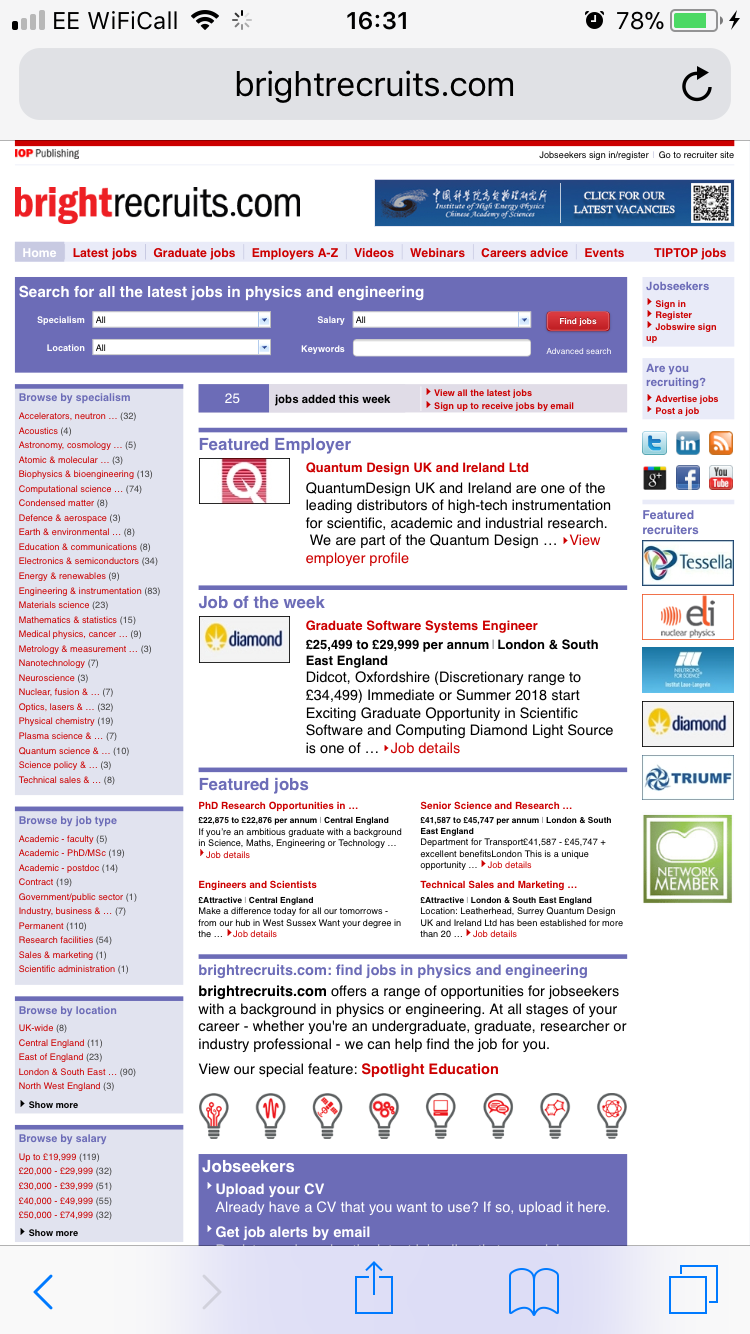 EE WiFiCall
16:31
78%
brightrecruits.com
IOP Publishing
Jobseekers sign in/register | Go to recruiter site
brightrecruits.com
中国科学院高能物理研究所
Institute of High Energy Physics
Chinese Academy of Sciences
CLICK FOR OUR
LATEST VACANCIES
Home
Latest jobs
Graduate jobs
Employers A-Z
Videos
Webinars
Careers advice
Events
TIPTOP jobs
Search for all the latest jobs in physics and engineering
Specialism
All
Salary
All
Find jobs
Location
All
Keywords
Advanced search
Jobseekers
Sign in
Register
Jobswire sign
up
Are you
recruiting?
Advertise jobs
Post a job
Browse by specialism
Accelerators, neutron ... (32)
Acoustics (4)
Astronomy, cosmology ... (5)
Atomic & molecular ... (3)
Biophysics & bioengineering (13)
Computational science ... (74)
Condensed matter (8)
Defence & aerospace (3)
Earth & environmental ... (8)
Education & communications (8)
Electronics & semiconductors (34)
Energy & renewables (9)
Engineering & instrumentation (83)
Materials science (23)
Mathematics & statistics (15)
Medical physics, cancer ... (9)
Metrology & measurement ... (3)
Nanotechnology (7)
Neuroscience (3)
Nuclear, fusion & ... (7)
Optics, lasers & ... (32)
Physical chemistry (19)
Plasma science & ... (7)
Quantum science & ... (10)
Science policy & ... (3)
Technical sales & ... (8)
Browse by job type
Academic - faculty (5)
Academic - PhD/MSc (19)
Academic - postdoc (14)
Contract (19)
Government/public sector (1)
Industry, business & ... (7)
Permanent (110)
Research facilities (54)
Sales & marketing (1)
Scientific administration (1)
Browse by location
UK-wide (8)
Central England (11)
East of England (23)
London & South East ... (90)
North West England (3)
Show more
Browse by salary
Up to £19,999 (119)
£20,000 - £29,999 (32)
£30,000 - £39,999 (51)
£40,000 - £49,999 (55)
£50,000 - £74,999 (32)
Show more
25
jobs added this week
View all the latest jobs
Sign up to receive jobs by email
Featured Employer
Q
Quantum Design UK and Ireland Ltd
QuantumDesign UK and Ireland are one of the
leading distributors of high-tech instrumentation
for scientific, academic and industrial research.
We are part of the Quantum Design ... View
employer profile
Job of the week
diamond
Graduate Software Systems Engineer
£25,499 to £29,999 per annum | London & South
East England
Didcot, Oxfordshire (Discretionary range to
£34,499) Immediate or Summer 2018 start
Exciting Graduate Opportunity in Scientific
Software and Computing Diamond Light Source
is one of ... Job details
Featured jobs
PhD Research Opportunities in ...
£22,875 to £22,876 per annum | Central England
If you're an ambitious graduate with a background
in Science, Maths, Engineering or Technology ...
Job details
Senior Science and Research ...
£41,587 to £45,747 per annum | London & South
East England
Department for Transport£41,587 - £45,747 +
excellent benefitsLondon This is a unique
opportunity ... Job details
Engineers and Scientists
£Attractive | Central England
Make a difference today for all our tomorrows -
from our hub in West Sussex Want your degree in
the ... Job details
Technical Sales and Marketing ...
£Attractive | London & South East England
Location: Leatherhead, Surrey Quantum Design
UK and Ireland Ltd has been established for more
than 20 ... Job details
brightrecruits.com: find jobs in physics and engineering
brightrecruits.com offers a range of opportunities for jobseekers
with a background in physics or engineering. At all stages of your
career - whether you're an undergraduate, graduate, researcher or
industry professional - we can help find the job for you.
View our special feature: Spotlight Education
Jobseekers
Upload your CV
Already have a CV that you want to use? If so, upload it here.
Get job alerts by email
t
in
g+
f
You
Tube
Featured
recruiters
Tessella
eli
nuclear physics
ill
NEUTRONS
FOR SCIENCE
Institut Laue-Langevin
diamond
TRIUMF
NETWORK
MEMBER